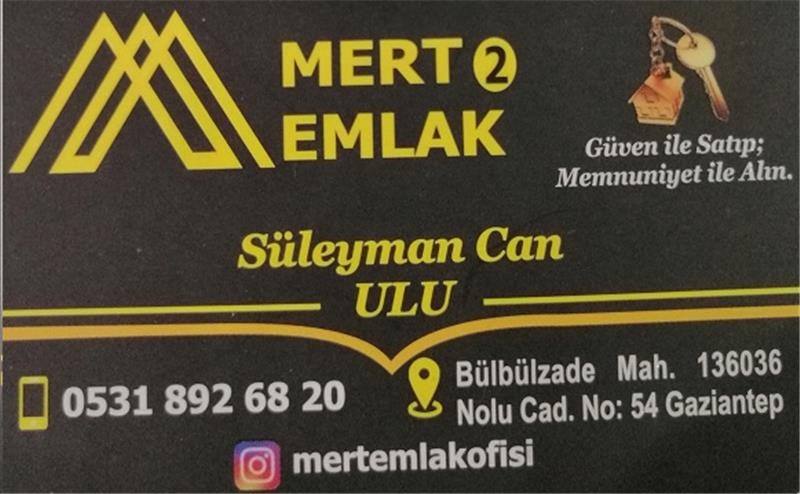 MERT 2
EMLAK
Güven ile Satıp;
Memnuniyet ile Alın.
Süleyman Can
ULU
0531 892 68 20
Bülbülzade Mah. 136036
Nolu Cad. No: 54 Gaziantep
mertemlakofisi